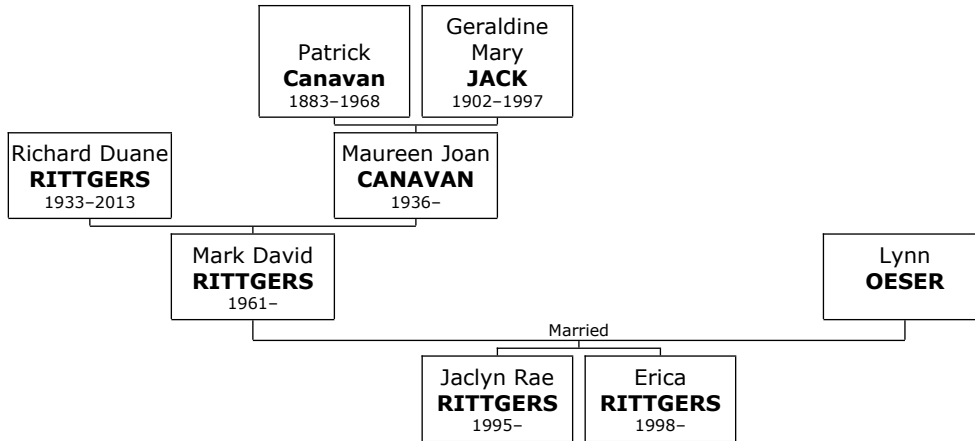 Patrick
Canavan
1883–1968
Geraldine
Mary
JACK
1902–1997
Richard Duane
RITTGERS
1933–2013
Maureen Joan
CANAVAN
1936–
Mark David
RITTGERS
1961–
Lynn
OESER
Married
Jaclyn Rae
RITTGERS
1995–
Erica
RITTGERS
1998–